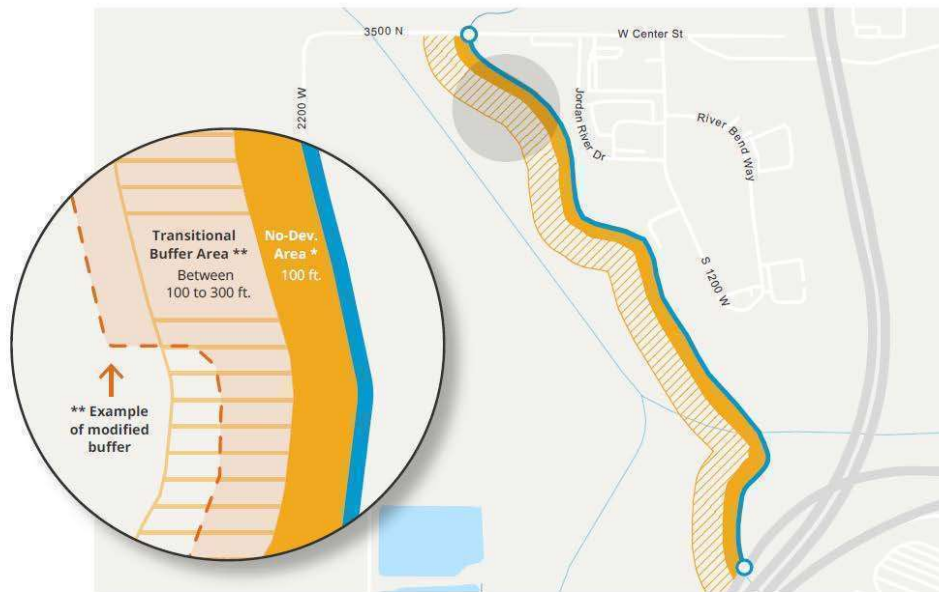 3500 N
W Center St
2200 W
Jordan River Dr
River Bend Way
S 1200 W
Transitional
Buffer Area **
Between
100 to 300 ft.
No-Dev.
Area *
100 ft.
** Example
of modified
buffer